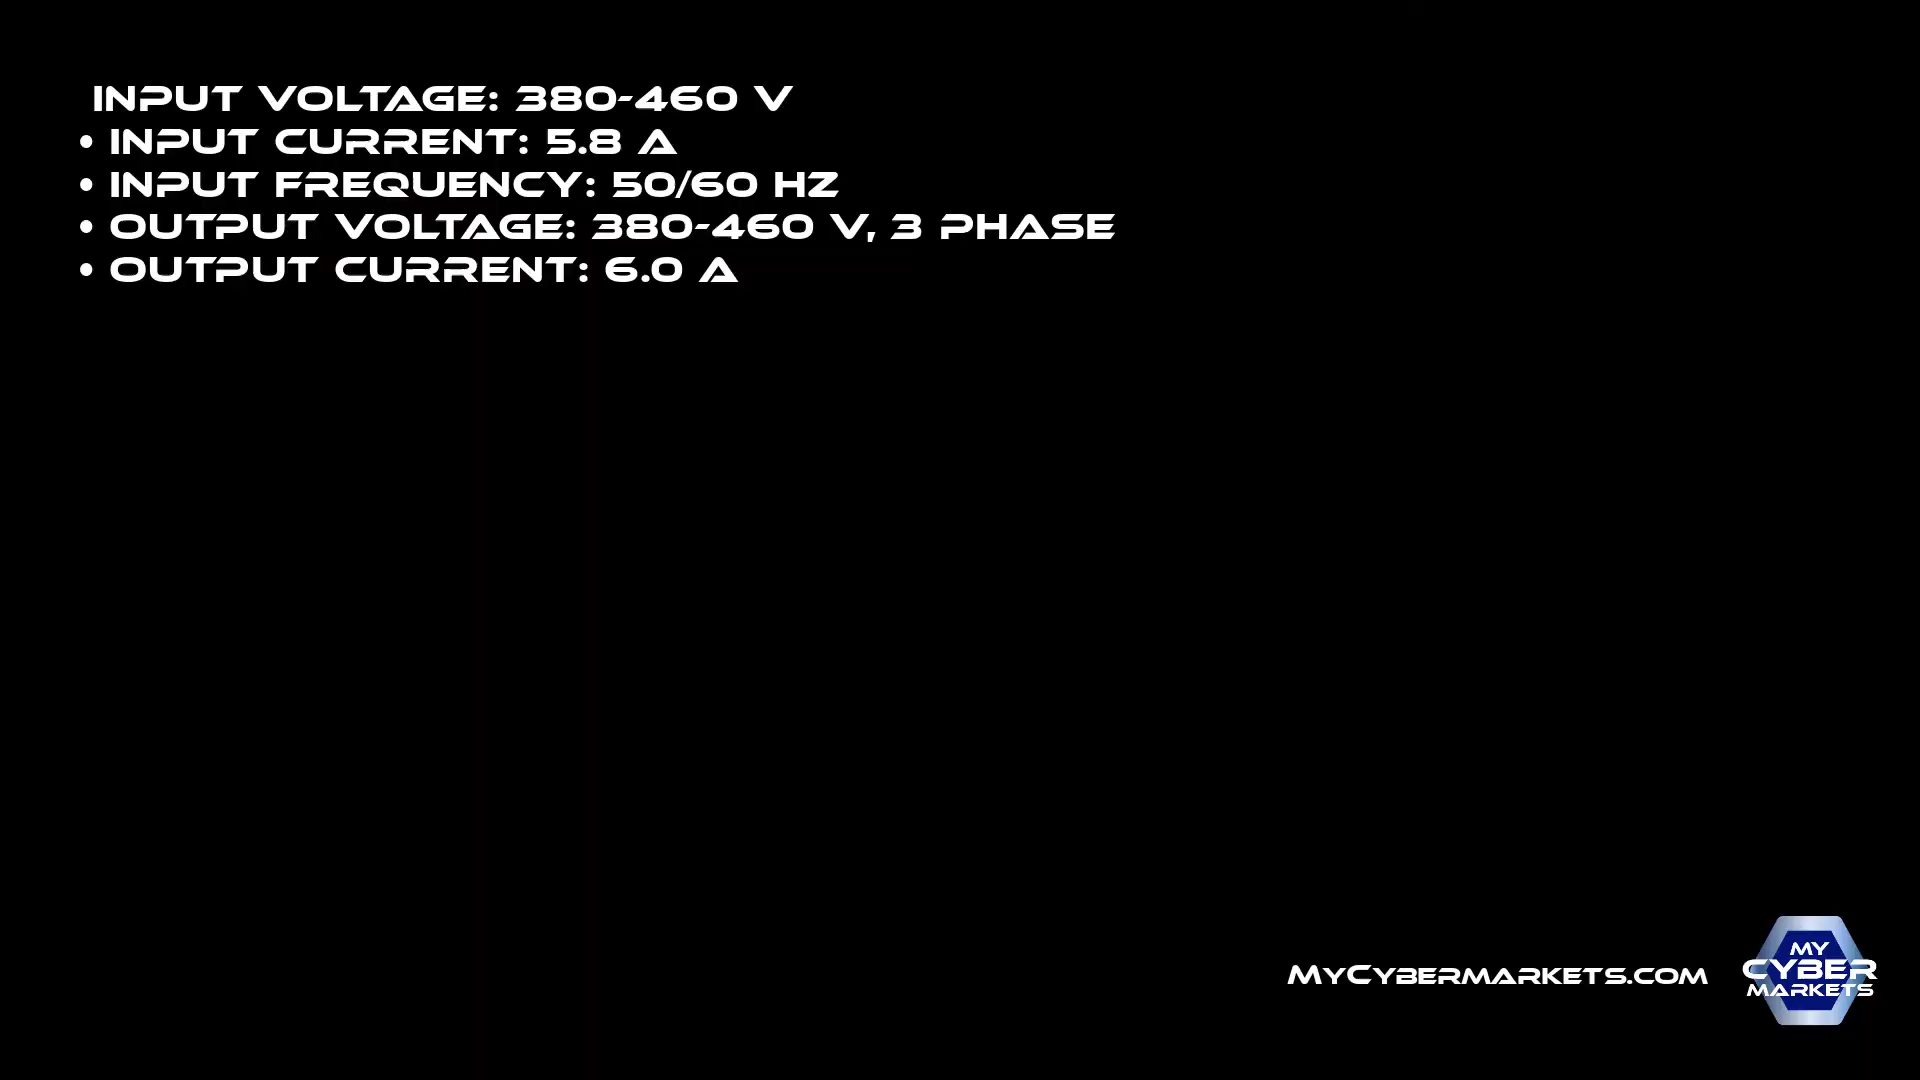 INPUT VOLTAGE: 380-460 V
• INPUT CURRENT: 5.8 A
• INPUT FREQUENCY: 50/60 HZ
• OUTPUT VOLTAGE: 380-460 V, 3 PHASE
• OUTPUT CURRENT: 6.0 A
MYCYBERMARKETS.COM
MY
CYBER
MARKETS